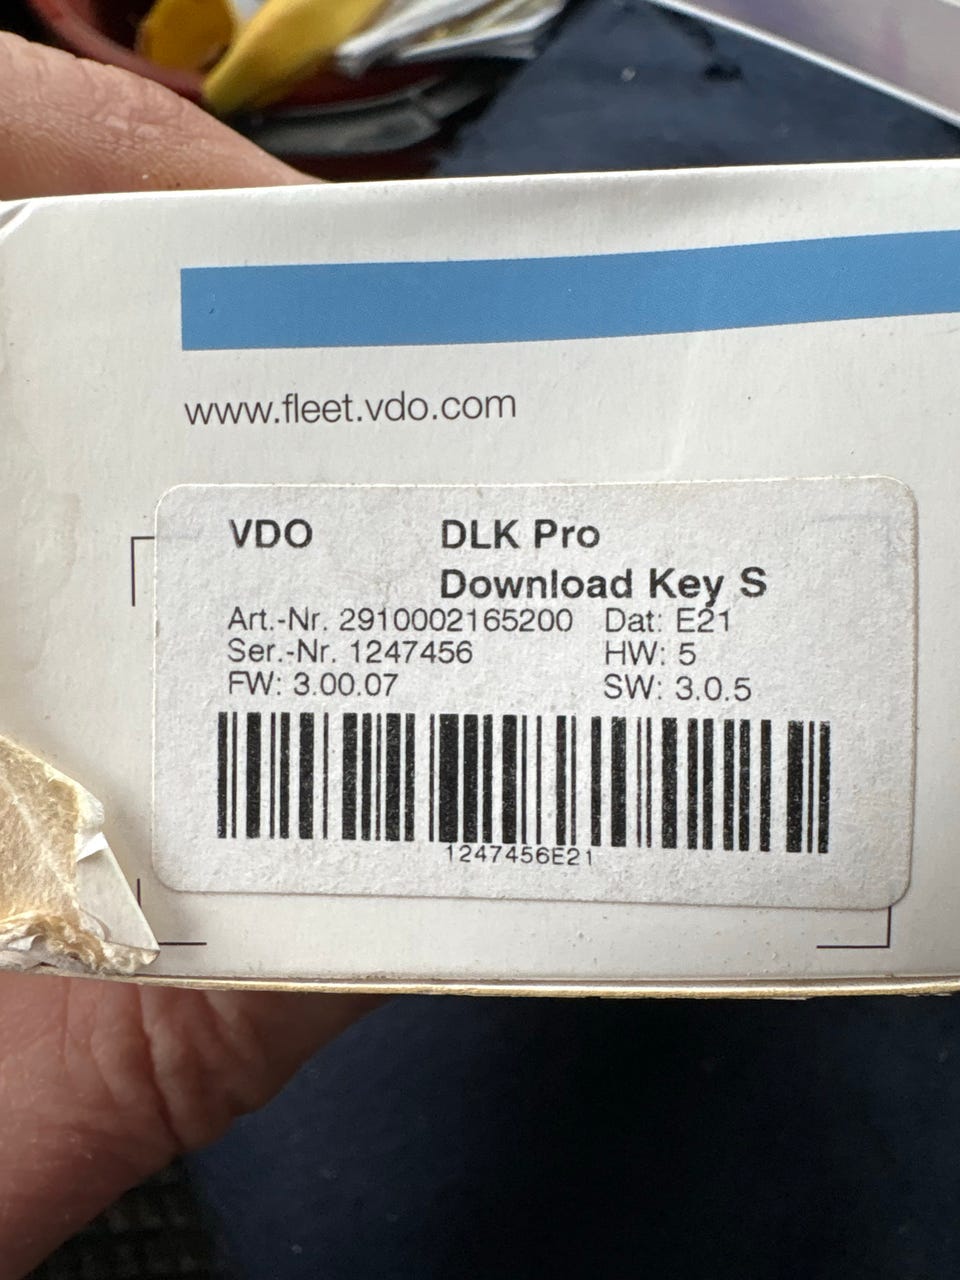 www.fleet.vdo.com
VDO DLK Pro
Download Key S
Art.-Nr. 2910002165200 Dat: E21
Ser.-Nr. 1247456 HW: 5
FW: 3.00.07 SW: 3.0.5
1247456E21